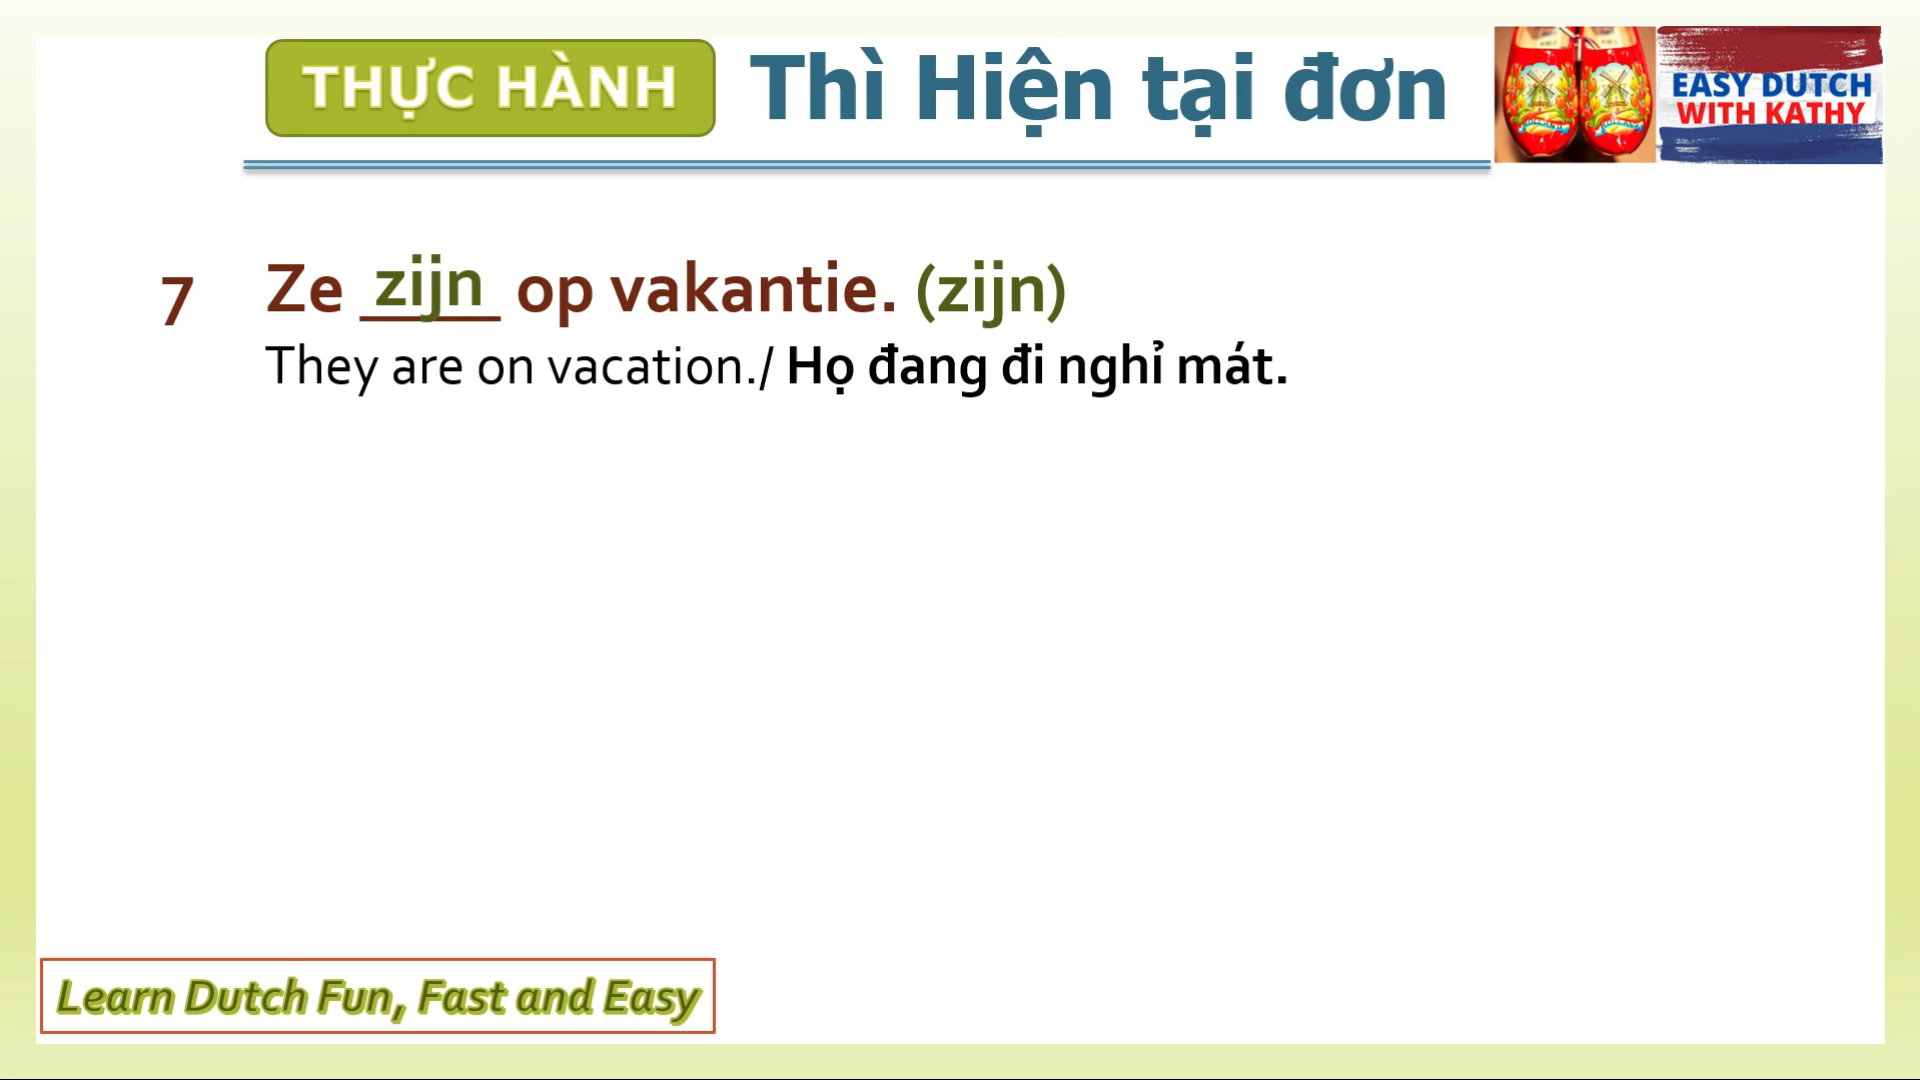 THỰC HÀNH
Thì Hiện tại đơn
EASY DUTCH
WITH KATHY
7 Ze zijn op vakantie. (zijn)
They are on vacation./ Họ đang đi nghỉ mát.
Learn Dutch Fun, Fast and Easy